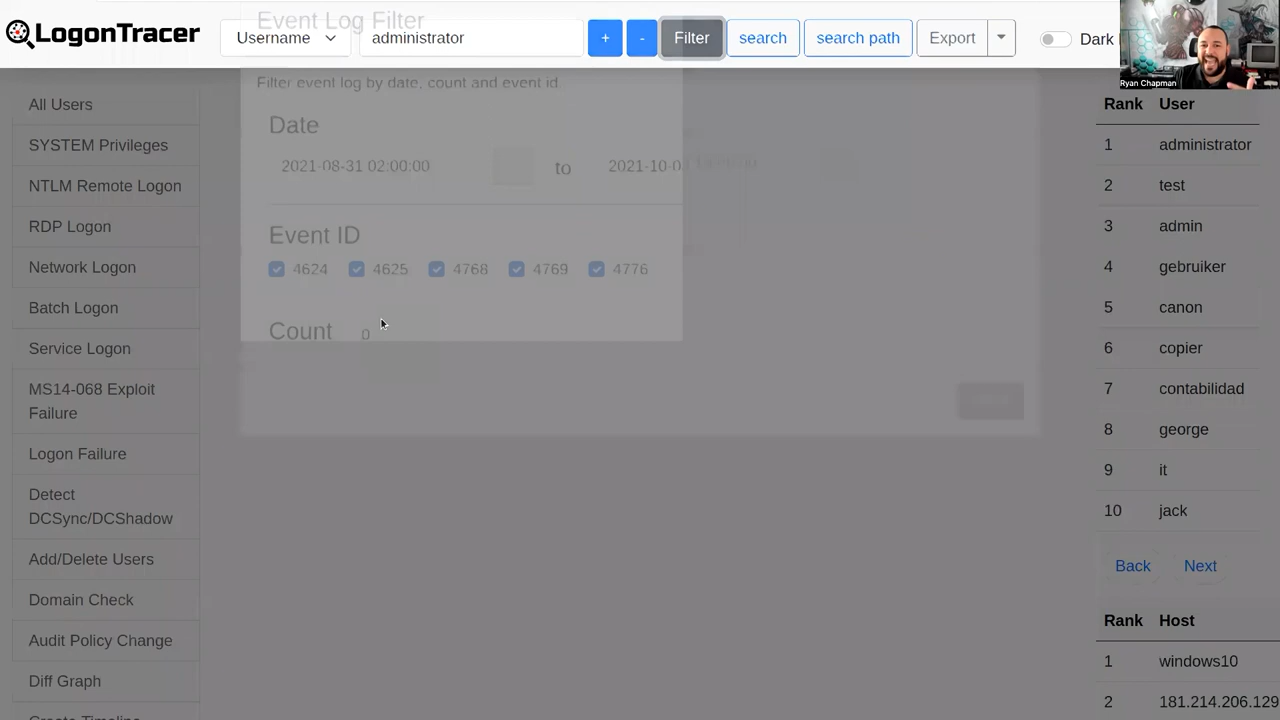 LogonTracer
Username
administrator
+
-
Filter
search
search path
Export
Dark
Ryan Chapman
Event Log Filter
Filter event log by date, count and event id.
Date
2021-08-31 02:00:00
to
2021-10-0
Event ID
4624
4625
4768
4769
4776
Count
0
All Users
SYSTEM Privileges
NTLM Remote Logon
RDP Logon
Network Logon
Batch Logon
Service Logon
MS14-068 Exploit
Failure
Logon Failure
Detect
DCSync/DCShadow
Add/Delete Users
Domain Check
Audit Policy Change
Diff Graph
Create Timeline
Rank User
1 administrator
2 test
3 admin
4 gebruiker
5 canon
6 copier
7 contabilidad
8 george
9 it
10 jack
Back
Next
Rank Host
1 windows10
2 181.214.206.129